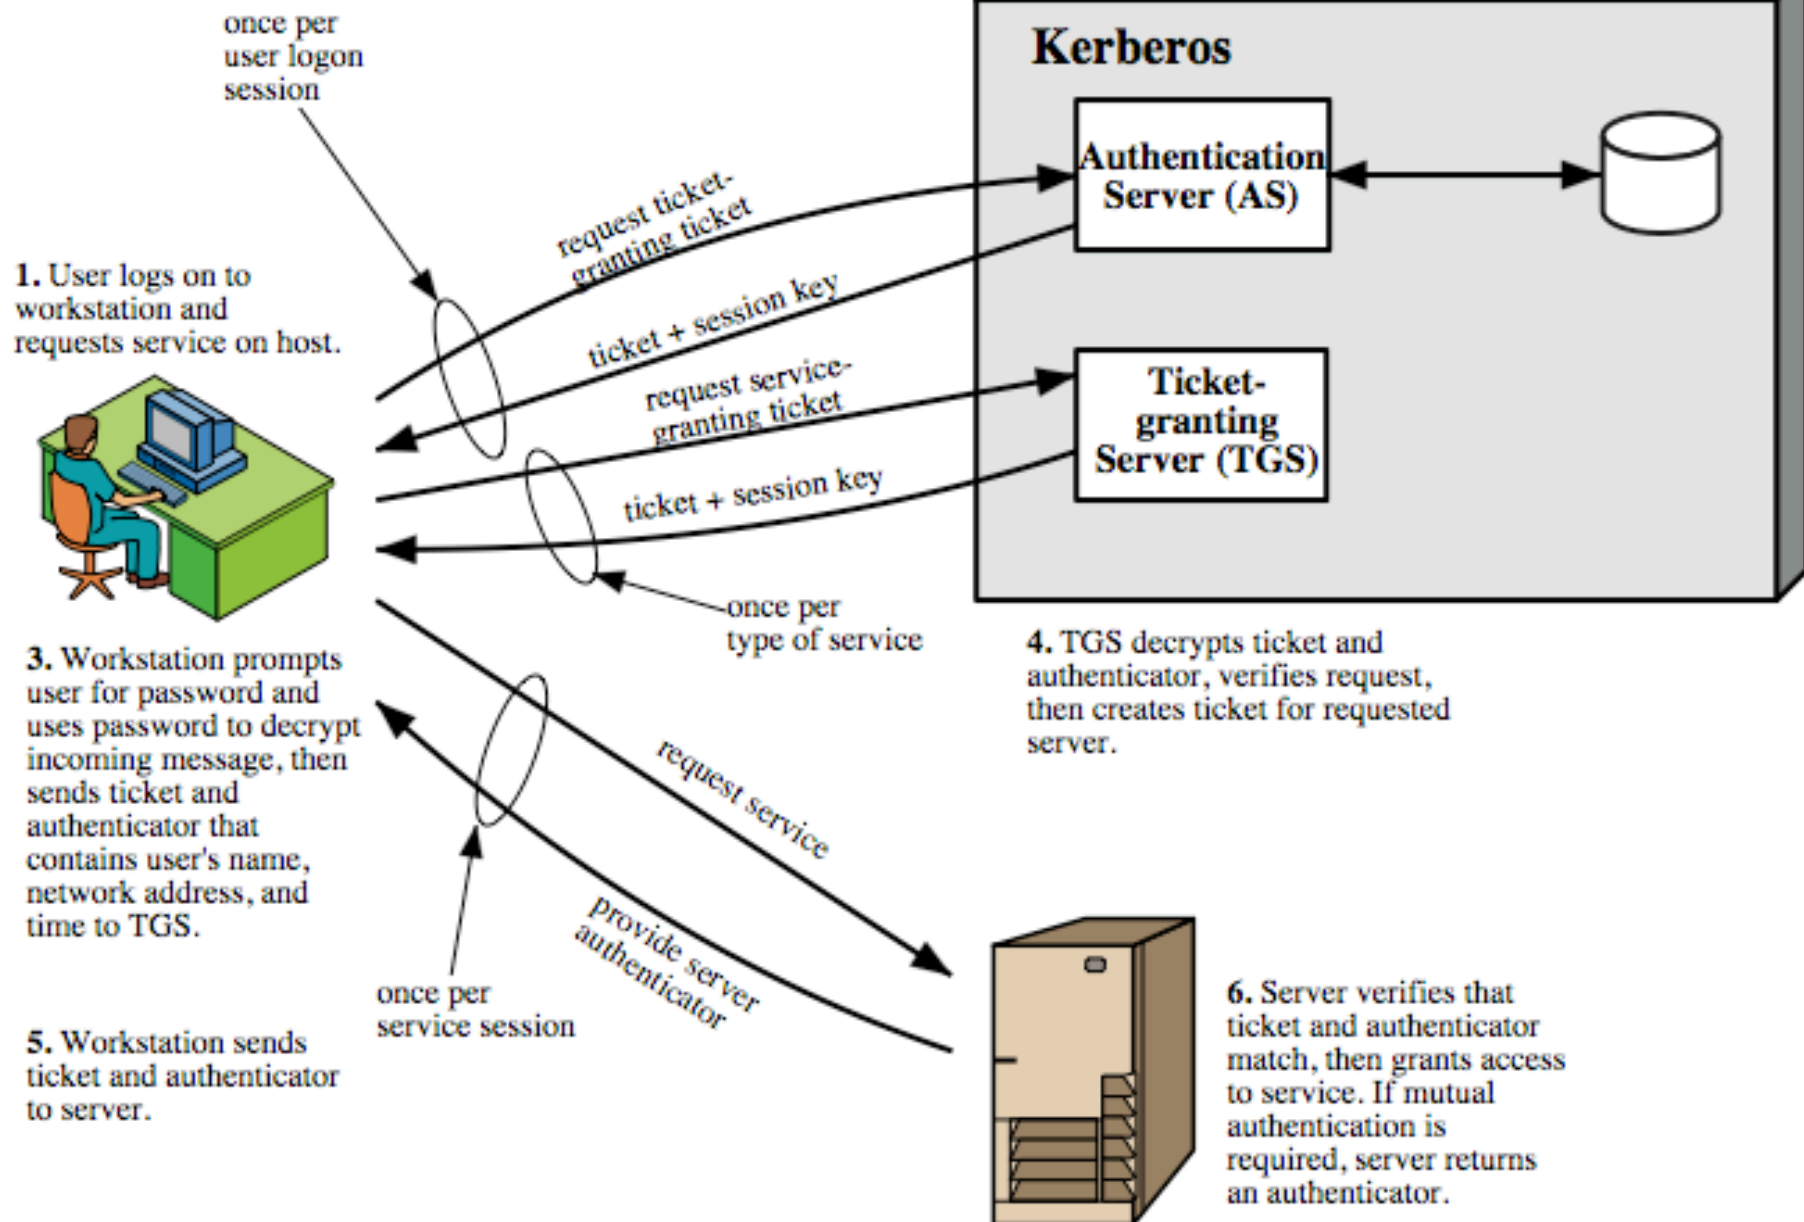 once per
user logon
session
Kerberos
Authentication
Server (AS)
request ticket-
granting ticket
1. User logs on to
workstation and
requests service on host.
ticket + session key
request service-
granting ticket
Ticket-
granting
Server (TGS)
ticket + session key
once per
type of service
3. Workstation prompts
user for password and
uses password to decrypt
incoming message, then
sends ticket and
authenticator that
contains user's name,
network address, and
time to TGS.
4. TGS decrypts ticket and
authenticator, verifies request,
then creates ticket for requested
server.
request service
provide server
authenticator
once per
service session
5. Workstation sends
ticket and authenticator
to server.
6. Server verifies that
ticket and authenticator
match, then grants access
to service. If mutual
authentication is
required, server returns
an authenticator.